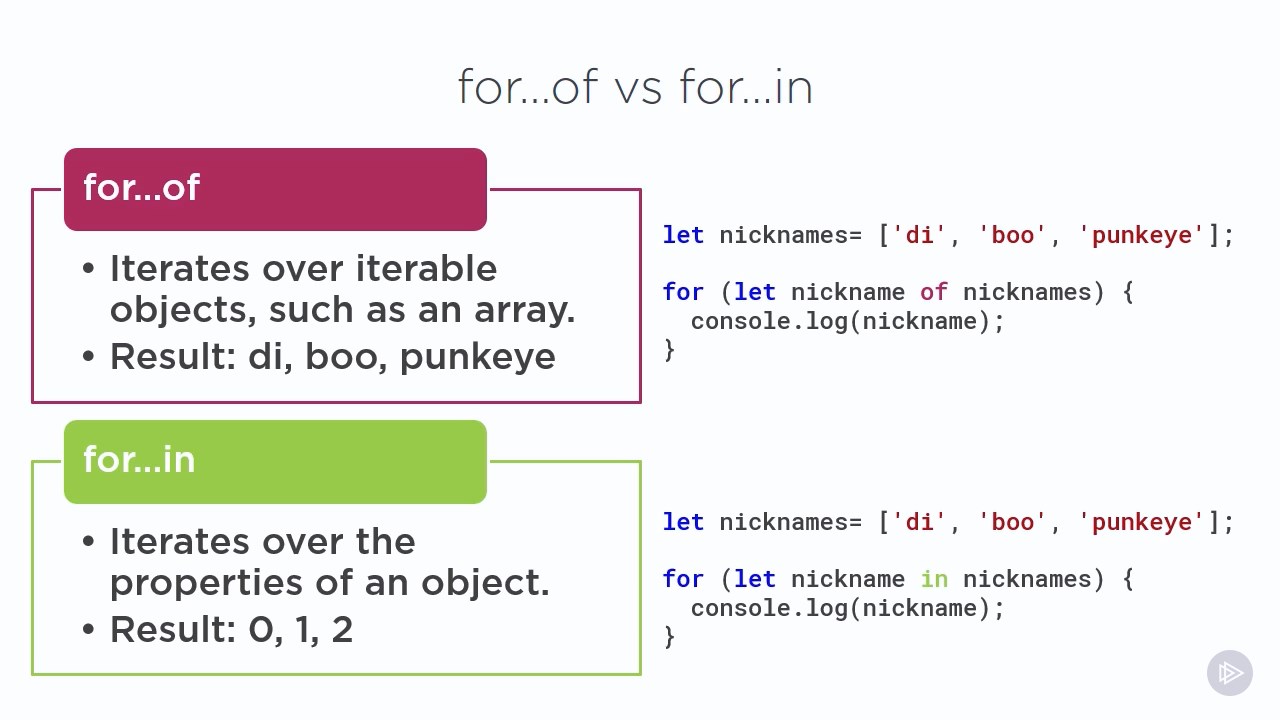 for...of vs for...in
for...of
• Iterates over iterable
objects, such as an array.
• Result: di, boo, punkeye
let nicknames= ['di', 'boo', 'punkeye'];
for (let nickname of nicknames) {
  console.log(nickname);
}
for...in
• Iterates over the
properties of an object.
• Result: 0, 1, 2
let nicknames= ['di', 'boo', 'punkeye'];
for (let nickname in nicknames) {
  console.log(nickname);
}